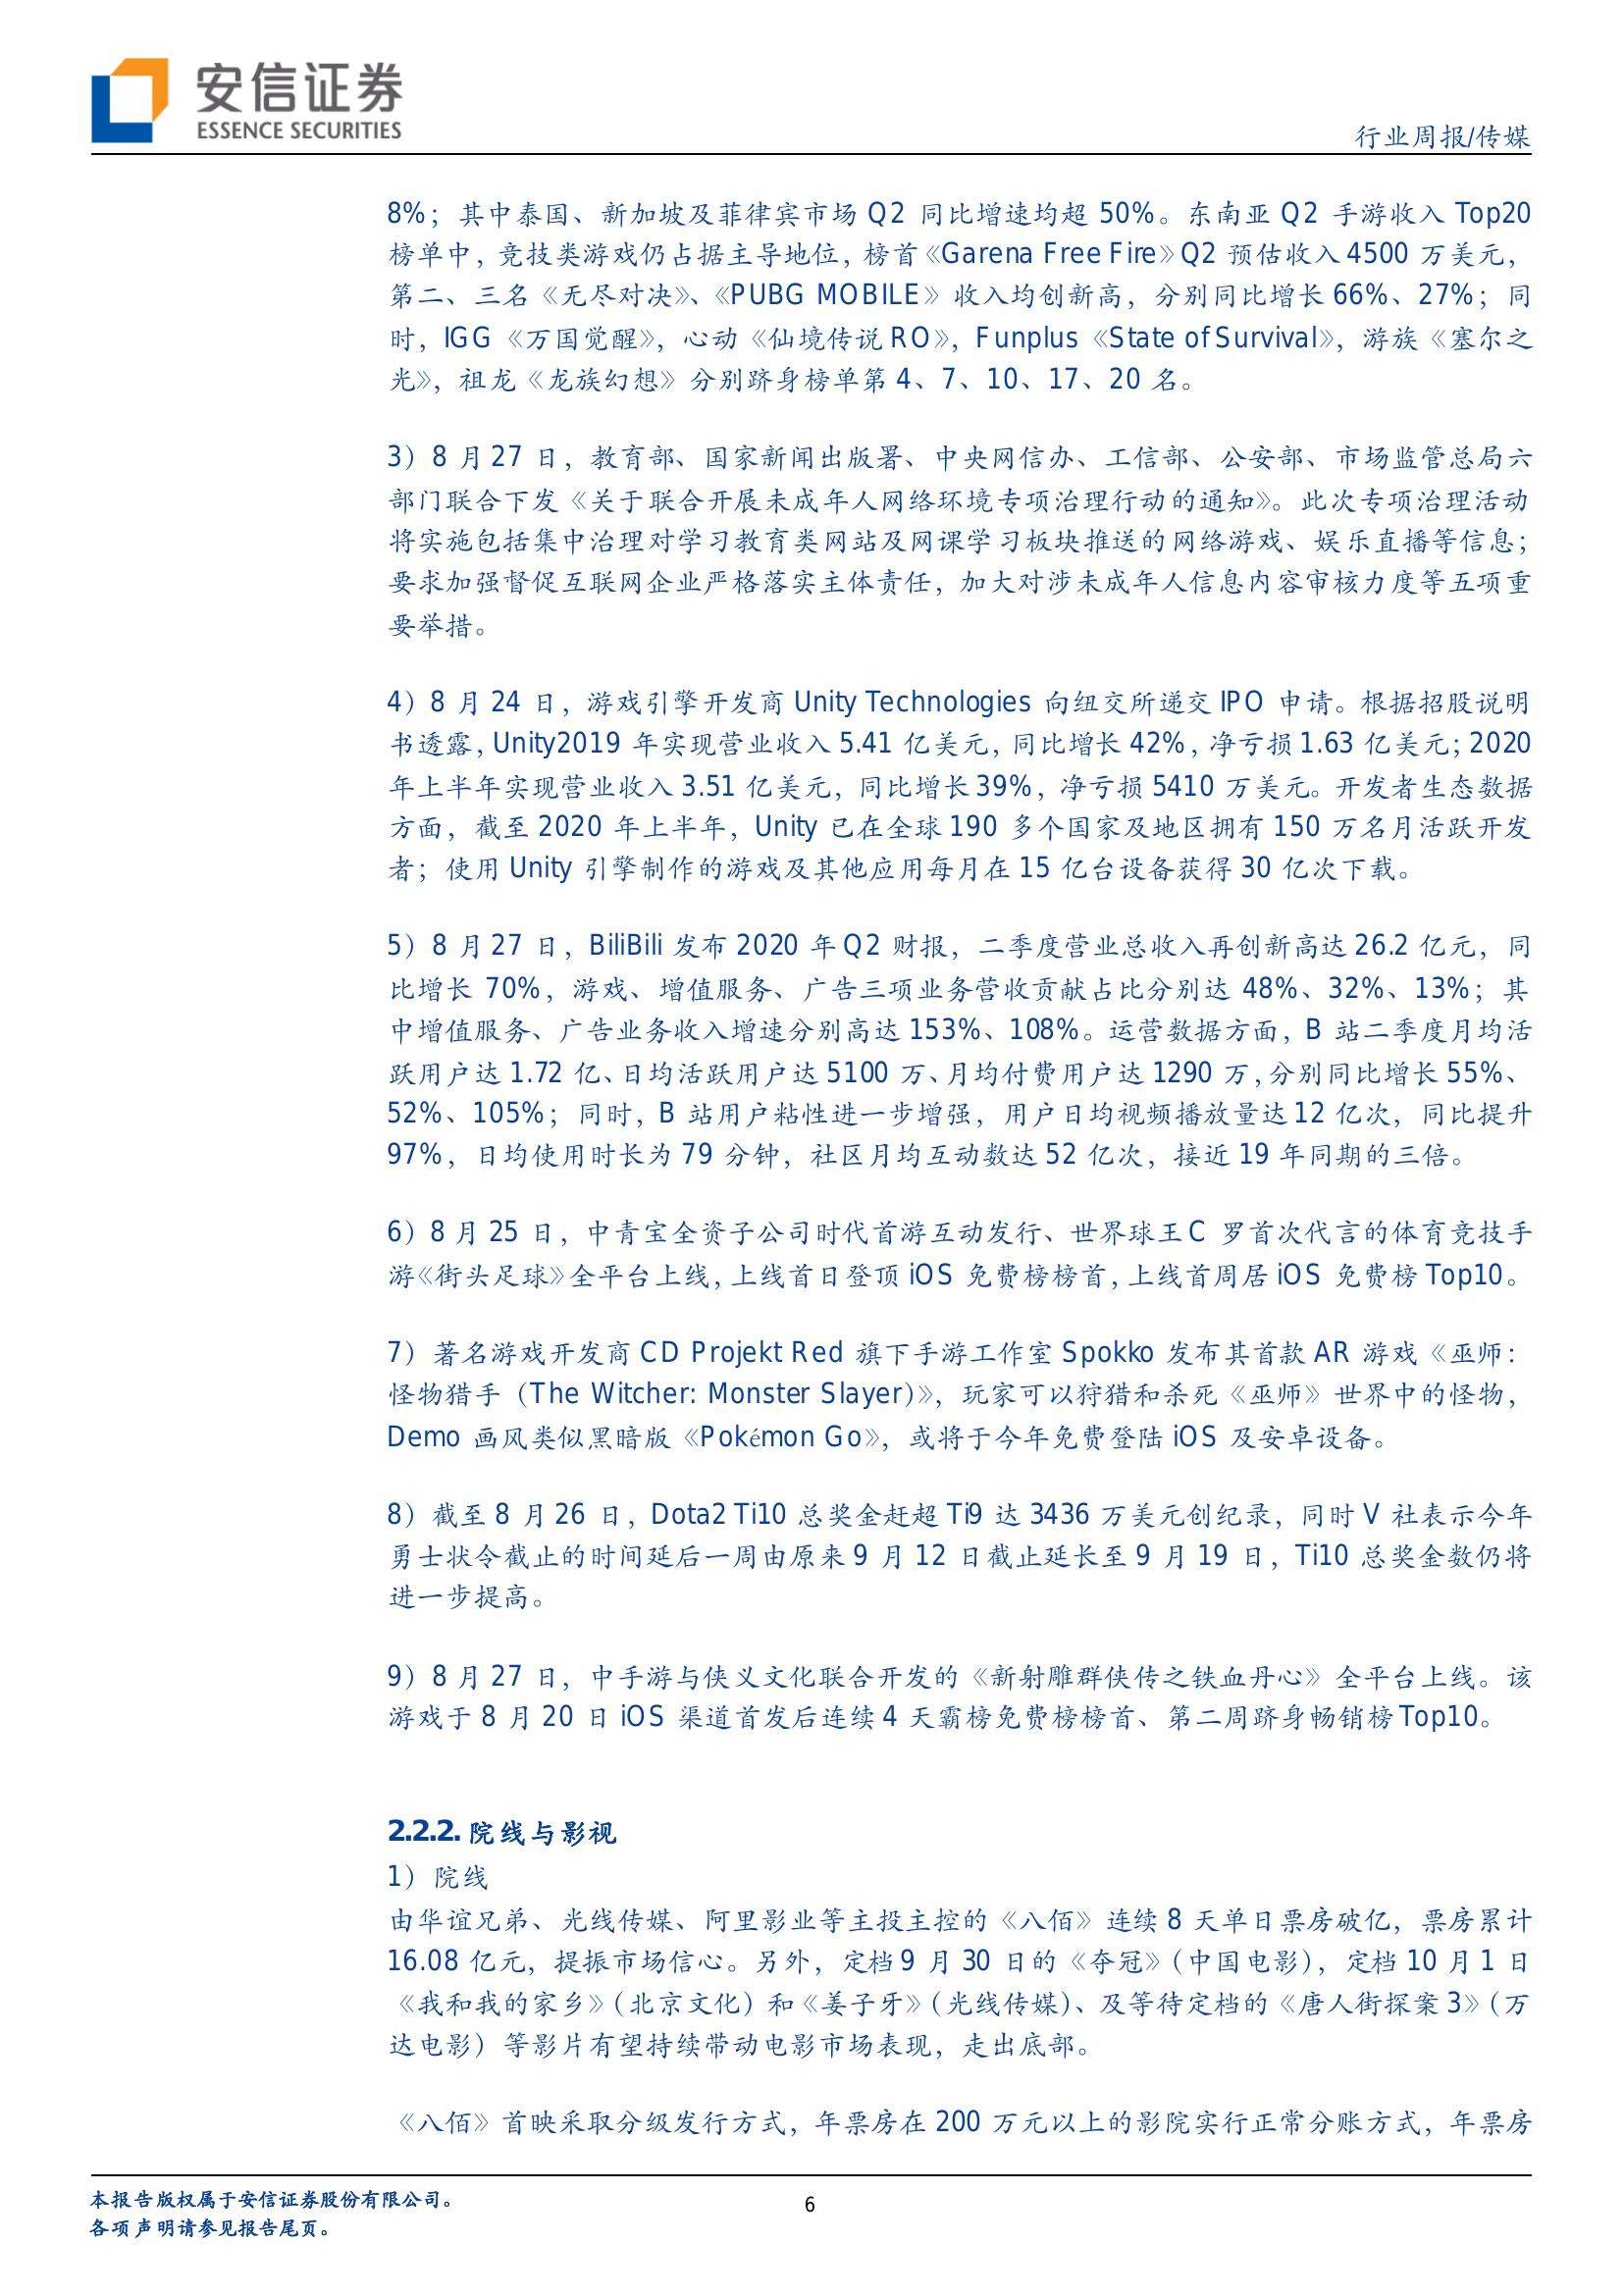 安信证券
ESSENCE SECURITIES
行业周报/传媒
8%；其中泰国、新加坡及菲律宾市场 Q2 同比增速均超 50%。东南亚 Q2 手游收入 Top20
榜单中，竞技类游戏仍占据主导地位，榜首《Garena Free Fire》Q2 预估收入 4500 万美元，
第二、三名《无尽对决》、《PUBG MOBILE》收入均创新高，分别同比增长 66%、27%；同
时，IGG《万国觉醒》，心动《仙境传说 RO》，Funplus《State of Survival》，游族《塞尔之
光》，祖龙《龙族幻想》分别跻身榜单第 4、7、10、17、20 名。
3）8 月 27 日，教育部、国家新闻出版署、中央网信办、工信部、公安部、市场监管总局六
部门联合下发《关于联合开展未成年人网络环境专项治理行动的通知》。此次专项治理活动
将实施包括集中治理对学习教育类网站及网课学习板块推送的网络游戏、娱乐直播等信息；
要求加强督促互联网企业严格落实主体责任，加大对涉未成年人信息内容审核力度等五项重
要举措。
4）8 月 24 日，游戏引擎开发商 Unity Technologies 向纽交所递交 IPO 申请。根据招股说明
书透露，Unity2019 年实现营业收入 5.41 亿美元，同比增长 42%，净亏损 1.63 亿美元；2020
年上半年实现营业收入 3.51 亿美元，同比增长 39%，净亏损 5410 万美元。开发者生态数据
方面，截至 2020 年上半年，Unity 已在全球 190 多个国家及地区拥有 150 万名月活跃开发
者；使用 Unity 引擎制作的游戏及其他应用每月在 15 亿台设备获得 30 亿次下载。
5）8 月 27 日，BiliBili 发布 2020 年 Q2 财报，二季度营业总收入再创新高达 26.2 亿元，同
比增长 70%，游戏、增值服务、广告三项业务营收贡献占比分别达 48%、32%、13%；其
中增值服务、广告业务收入增速分别高达 153%、108%。运营数据方面，B 站二季度月均活
跃用户达 1.72 亿、日均活跃用户达 5100 万、月均付费用户达 1290 万，分别同比增长 55%、
52%、105%；同时，B 站用户粘性进一步增强，用户日均视频播放量达 12 亿次，同比提升
97%，日均使用时长为 79 分钟，社区月均互动数达 52 亿次，接近 19 年同期的三倍。
6）8 月 25 日，中青宝全资子公司时代首游互动发行、世界球王 C 罗首次代言的体育竞技手
游《街头足球》全平台上线，上线首日登顶 iOS 免费榜榜首，上线首周居 iOS 免费榜 Top10。
7）著名游戏开发商 CD Projekt Red 旗下手游工作室 Spokko 发布其首款 AR 游戏《巫师：
怪物猎手（The Witcher: Monster Slayer）》，玩家可以狩猎和杀死《巫师》世界中的怪物，
Demo 画风类似黑暗版《Pokémon Go》，或将于今年免费登陆 iOS 及安卓设备。
8）截至 8 月 26 日，Dota2 Ti10 总奖金赶超 Ti9 达 3436 万美元创纪录，同时 V 社表示今年
勇士状令截止的时间延后一周由原来 9 月 12 日截止延长至 9 月 19 日，Ti10 总奖金数仍将
进一步提高。
9）8 月 27 日，中手游与侠义文化联合开发的《新射雕群侠传之铁血丹心》全平台上线。该
游戏于 8 月 20 日 iOS 渠道首发后连续 4 天霸榜免费榜榜首、第二周跻身畅销榜 Top10。
2.2.2. 院线与影视
1）院线
由华谊兄弟、光线传媒、阿里影业等主投主控的《八佰》连续 8 天单日票房破亿，票房累计
16.08 亿元，提振市场信心。另外，定档 9 月 30 日的《夺冠》（中国电影），定档 10 月 1 日
《我和我的家乡》（北京文化）和《姜子牙》（光线传媒）、及等待定档的《唐人街探案 3》（万
达电影）等影片有望持续带动电影市场表现，走出底部。
《八佰》首映采取分级发行方式，年票房在 200 万元以上的影院实行正常分账方式，年票房
本报告版权属于安信证券股份有限公司。
各项声明请参见报告尾页。
6